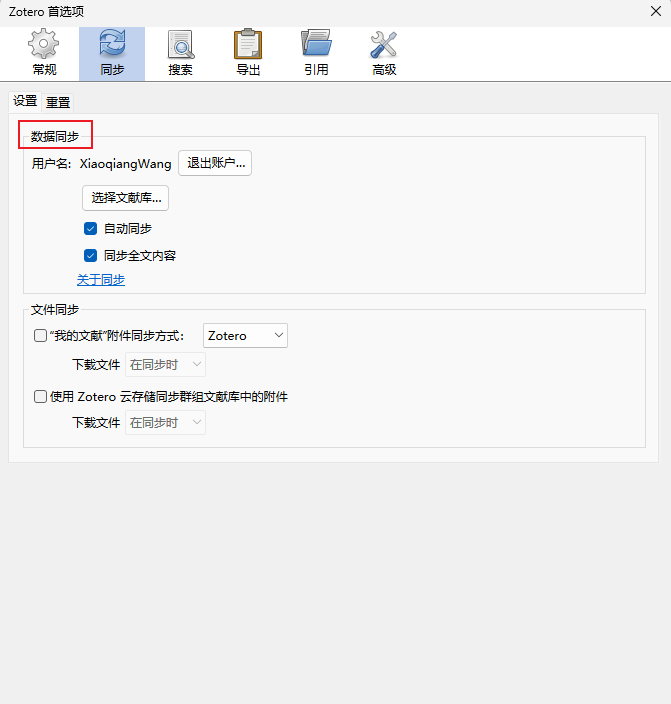 Zotero 首选项
常规 同步 搜索 导出 引用 高级
设置 重置
数据同步
用户名: XiaoqiangWang 退出账户...
选择文献库...
自动同步
同步全文内容
关于同步
文件同步
“我的文献”附件同步方式: Zotero
下载文件 在同步时
使用 Zotero 云存储同步群组文献库中的附件
下载文件 在同步时